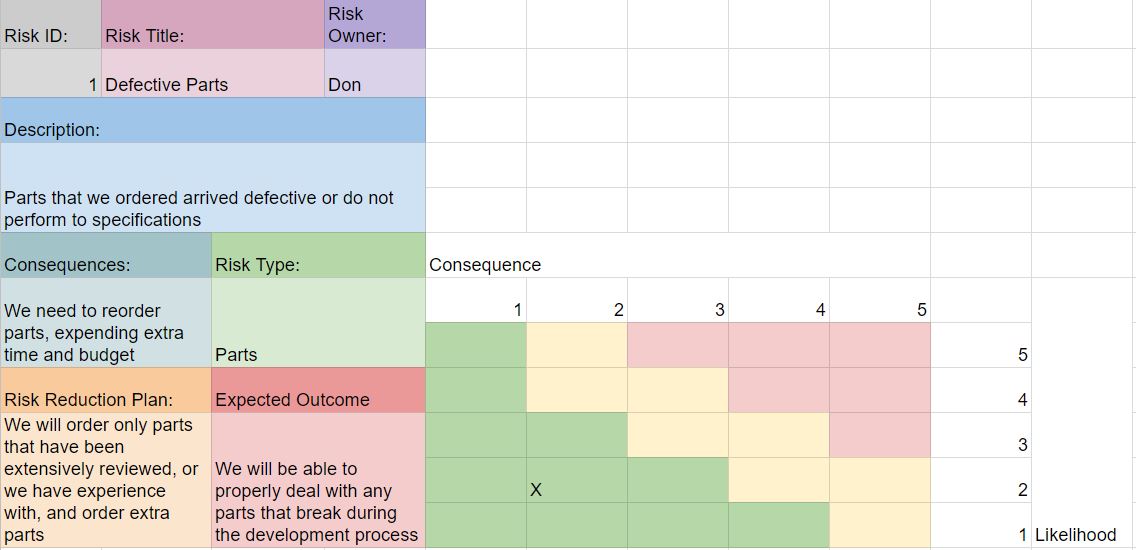 Risk ID:
Risk Title:
Risk
Owner:
1
Defective Parts
Don
Description:
Parts that we ordered arrived defective or do not
perform to specifications
Consequences:
Risk Type:
Consequence
We need to reorder
parts, expending extra
time and budget
Parts
1 2 3 4 5
5
Risk Reduction Plan:
Expected Outcome
4
We will order only parts
that have been
extensively reviewed, or
we have experience
with, and order extra
parts
We will be able to
properly deal with any
parts that break during
the development process
3
X
2
1
Likelihood